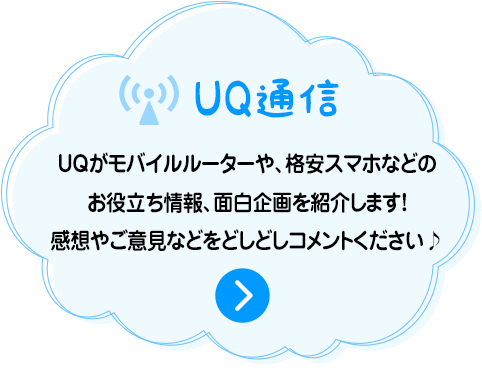 UQ通信
UQがモバイルルーターや、格安スマホなどの
お役立ち情報、面白企画を紹介します!
感想やご意見などをどしどしコメントください♪